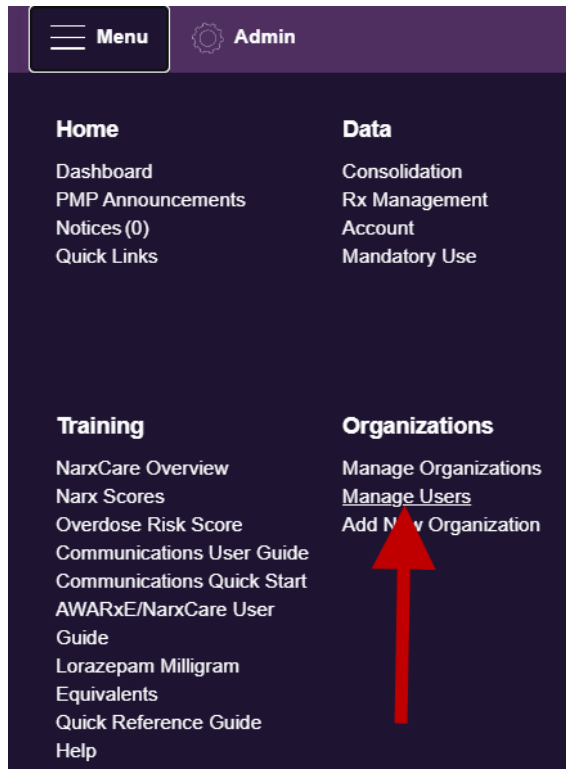 Menu
Admin
Home
Dashboard
PMP Announcements
Notices (0)
Quick Links
Data
Consolidation
Rx Management
Account
Mandatory Use
Training
NarxCare Overview
Narx Scores
Overdose Risk Score
Communications User Guide
Communications Quick Start
AWARxE/NarxCare User
Guide
Lorazepam Milligram
Equivalents
Quick Reference Guide
Help
Organizations
Manage Organizations
Manage Users
Add New Organization